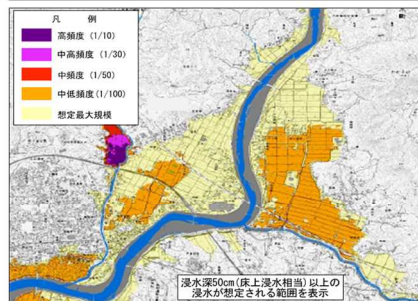 凡　例
高頻度(1/10)
中高頻度(1/30)
中頻度(1/50)
中低頻度(1/100)
想定最大規模
浸水深50cm(床上浸水相当)以上の
浸水が想定される範囲を表示